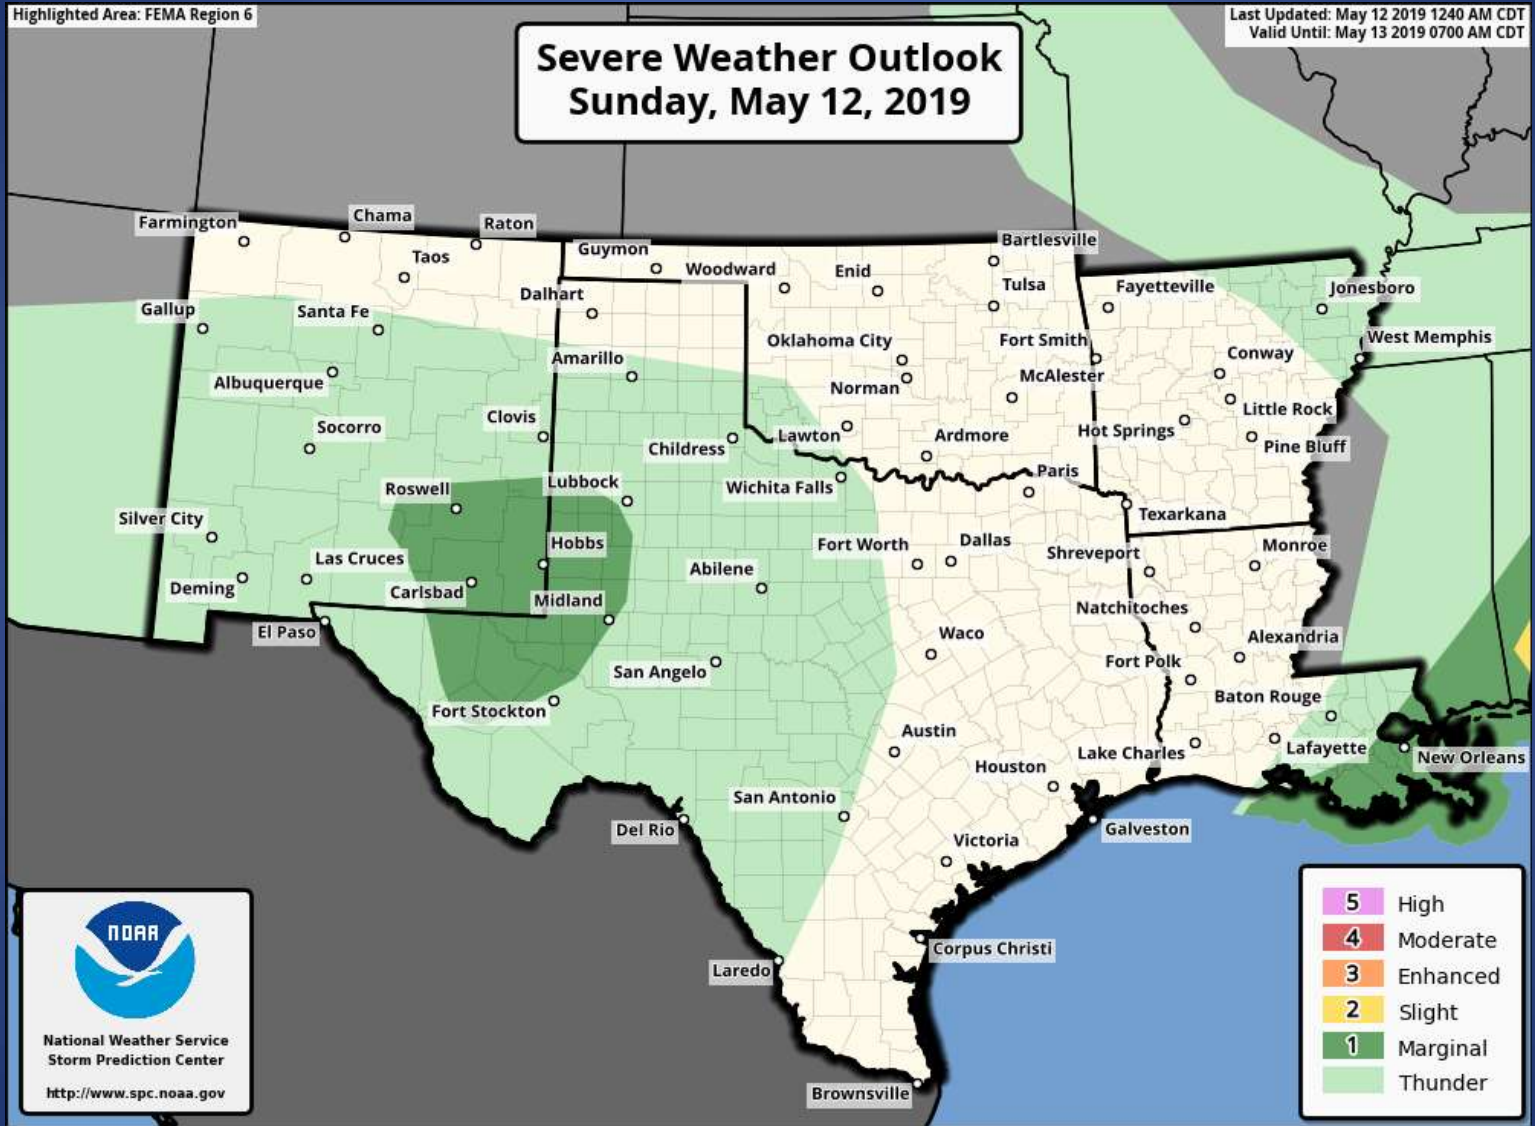 Highlighted Area: FEMA Region 6
Last Updated: May 12 2019 1240 AM CDT
Valid Until: May 13 2019 0700 AM CDT
Severe Weather Outlook
Sunday, May 12, 2019
Farmington
Chama
Raton
Taos
Guymon
Woodward
Enid
Bartlesville
Tulsa
Fayetteville
Jonesboro
Gallup
Santa Fe
Dalhart
Oklahoma City
Fort Smith
West Memphis
Albuquerque
Amarillo
Norman
McAlester
Conway
Little Rock
Socorro
Clovis
Childress
Lawton
Ardmore
Hot Springs
Pine Bluff
Roswell
Lubbock
Wichita Falls
Paris
Texarkana
Silver City
Las Cruces
Hobbs
Fort Worth
Dallas
Shreveport
Monroe
Deming
Carlsbad
Midland
Abilene
Natchitoches
El Paso
San Angelo
Waco
Fort Polk
Alexandria
Fort Stockton
Austin
Baton Rouge
Houston
Lake Charles
Lafayette
New Orleans
San Antonio
Del Rio
Victoria
Galveston
Laredo
Corpus Christi
Brownsville
NOAA
National Weather Service
Storm Prediction Center
http://www.spc.noaa.gov
5 High
4 Moderate
3 Enhanced
2 Slight
1 Marginal
Thunder